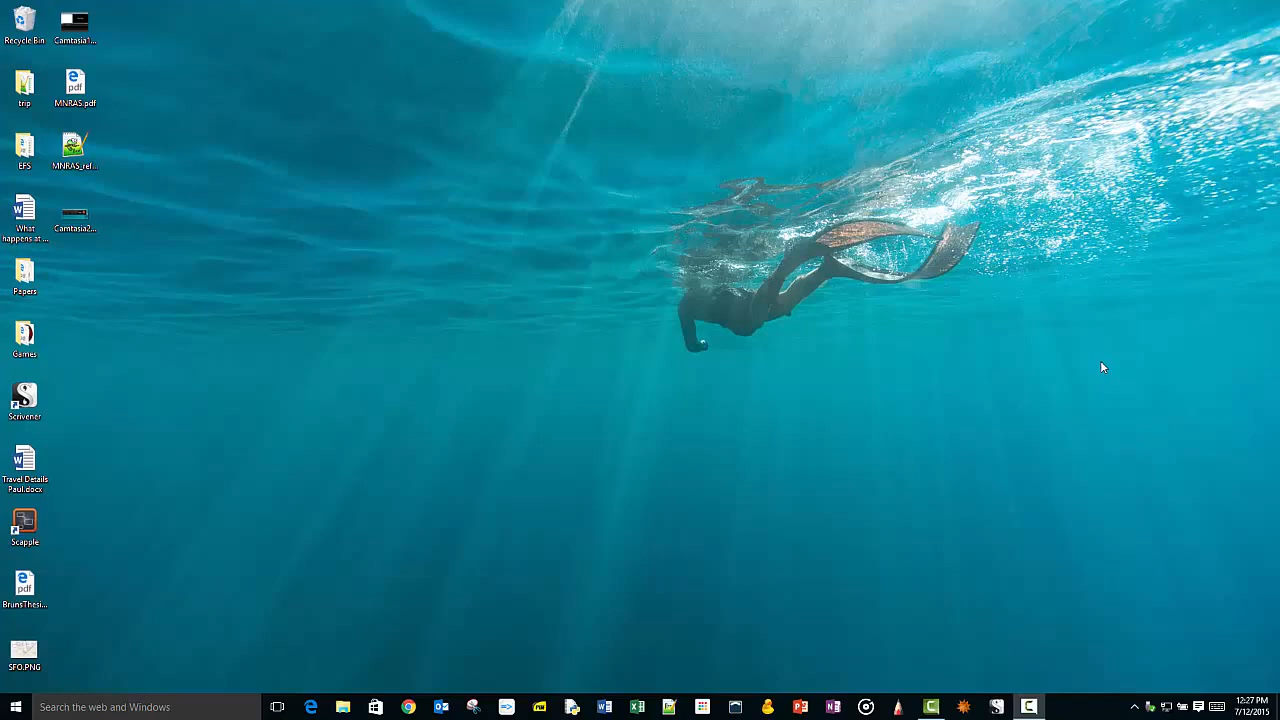 Recycle Bin
Camtasia1...
trip
MNRAS.pdf
EFS
MNRAS_ref...
What
happens at ...
Camtasia2...
Papers
Games
Scrivener
Travel Details
Paul.docx
Scapple
BrunsThesi...
SFO.PNG
Search the web and Windows
12:27 PM
7/12/2015